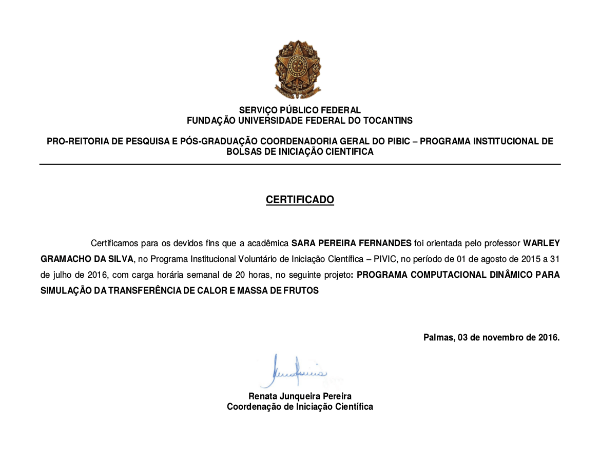 SERVIÇO PÚBLICO FEDERAL
FUNDAÇÃO UNIVERSIDADE FEDERAL DO TOCANTINS
PRO-REITORIA DE PESQUISA E PÓS-GRADUAÇÃO COORDENADORIA GERAL DO PIBIC – PROGRAMA INSTITUCIONAL DE
BOLSAS DE INICIAÇÃO CIENTIFICA
CERTIFICADO
Certificamos para os devidos fins que a acadêmica SARA PEREIRA FERNANDES foi orientada pelo professor WARLEY
GRAMACHO DA SILVA, no Programa Institucional Voluntário de Iniciação Científica – PIVIC, no período de 01 de agosto de 2015 a 31
de julho de 2016, com carga horária semanal de 20 horas, no seguinte projeto: PROGRAMA COMPUTACIONAL DINÂMICO PARA
SIMULAÇÃO DA TRANSFERÊNCIA DE CALOR E MASSA DE FRUTOS
Palmas, 03 de novembro de 2016.
Renata Junqueira Pereira
Coordenação de Iniciação Científica